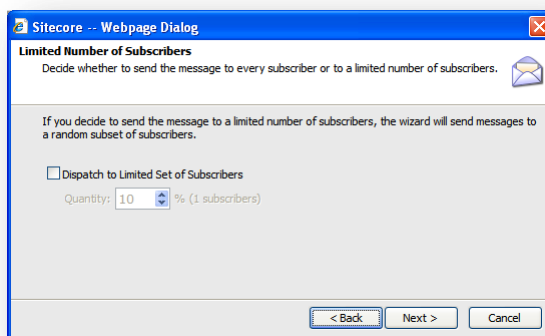 Sitecore -- Webpage Dialog
Limited Number of Subscribers
Decide whether to send the message to every subscriber or to a limited number of subscribers.
If you decide to send the message to a limited number of subscribers, the wizard will send messages to
a random subset of subscribers.
Dispatch to Limited Set of Subscribers
Quantity: 10 % (1 subscribers)
< Back Next > Cancel